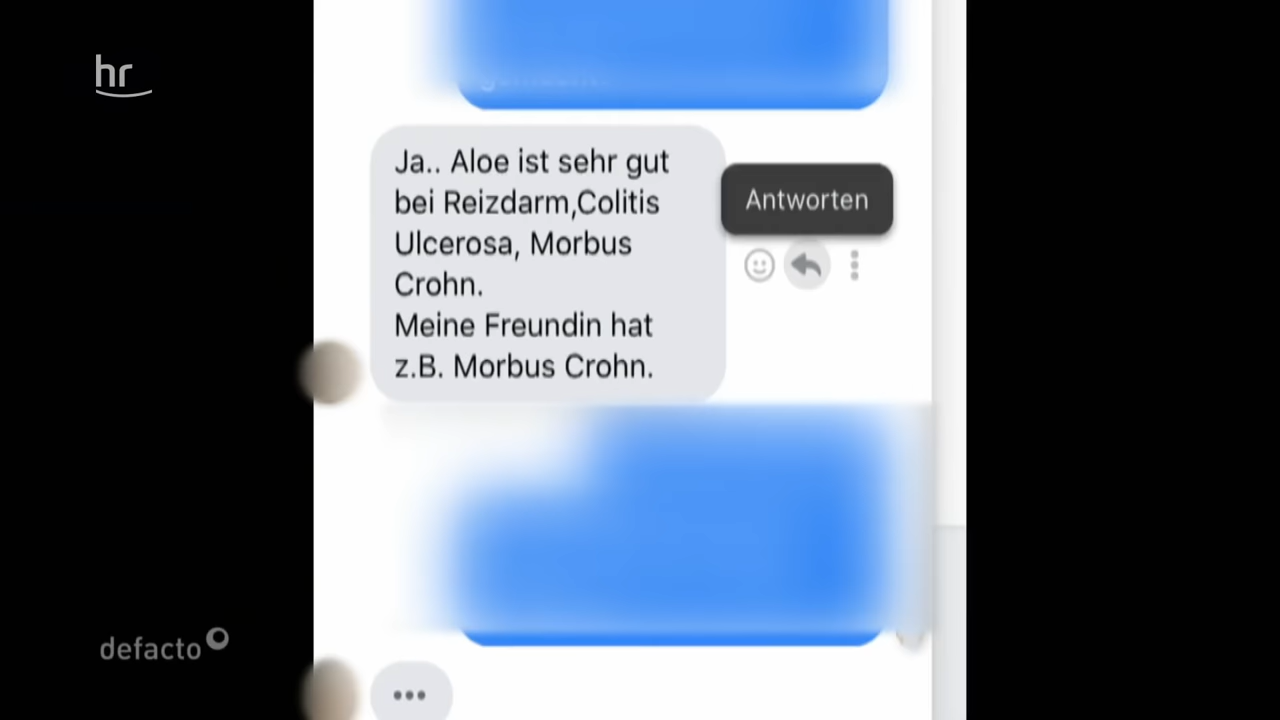 hr
Ja.. Aloe ist sehr gut
bei Reizdarm,Colitis
Ulcerosa, Morbus
Crohn.
Meine Freundin hat
z.B. Morbus Crohn.
Antworten
defacto